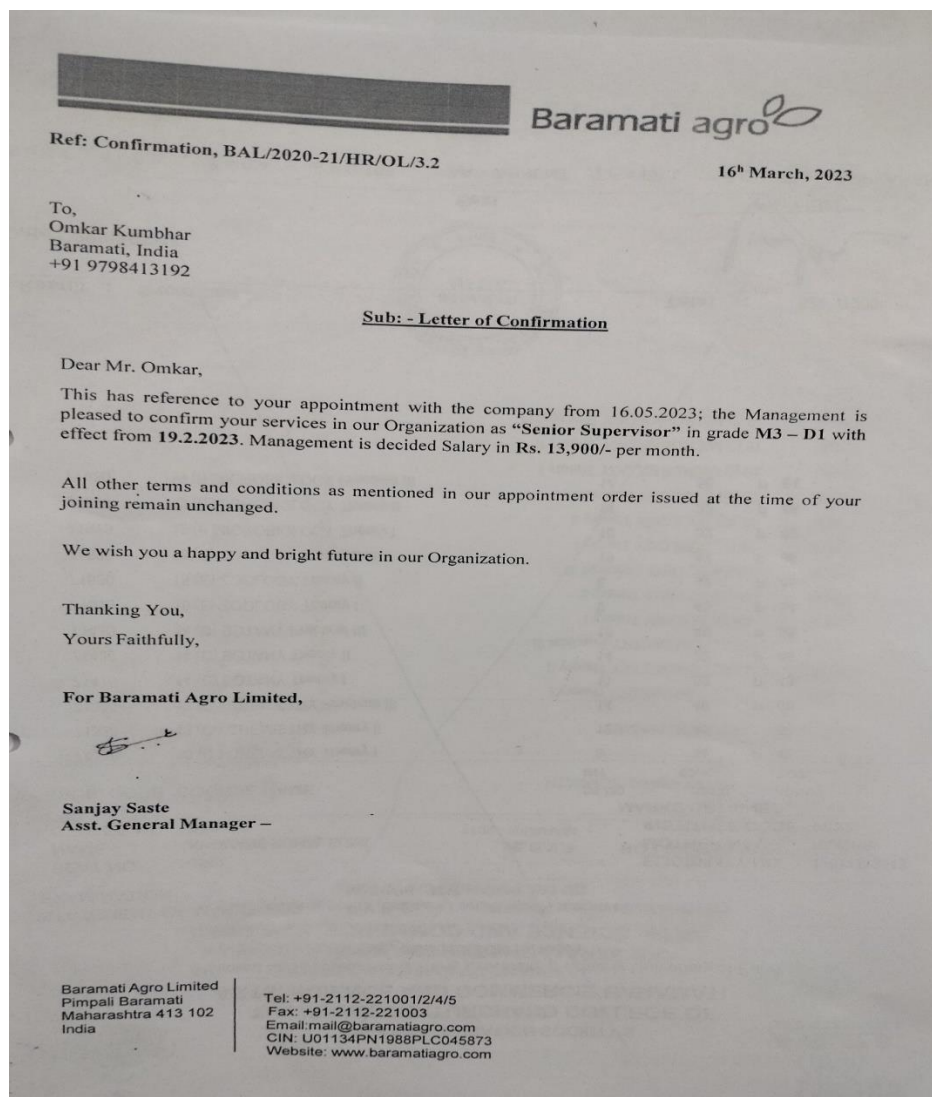 Baramati agro
Ref: Confirmation, BAL/2020-21/HR/OL/3.2
16h March, 2023
To,
Omkar Kumbhar
Baramati, India
+91 9798413192
Sub: - Letter of Confirmation
Dear Mr. Omkar,
This has reference to your appointment with the company from 16.05.2023; the Management is
pleased to confirm your services in our Organization as “Senior Supervisor” in grade M3 – D1 with
effect from 19.2.2023. Management is decided Salary in Rs. 13,900/- per month.
All other terms and conditions as mentioned in our appointment order issued at the time of your
joining remain unchanged.
We wish you a happy and bright future in our Organization.
Thanking You,
Yours Faithfully,
For Baramati Agro Limited,
Sanjay Saste
Asst. General Manager –
Baramati Agro Limited
Pimpali Baramati
Maharashtra 413 102
India
Tel: +91-2112-221001/2/4/5
Fax: +91-2112-221003
Email:mail@baramatiagro.com
CIN: U01134PN1988PLC045873
Website: www.baramatiagro.com